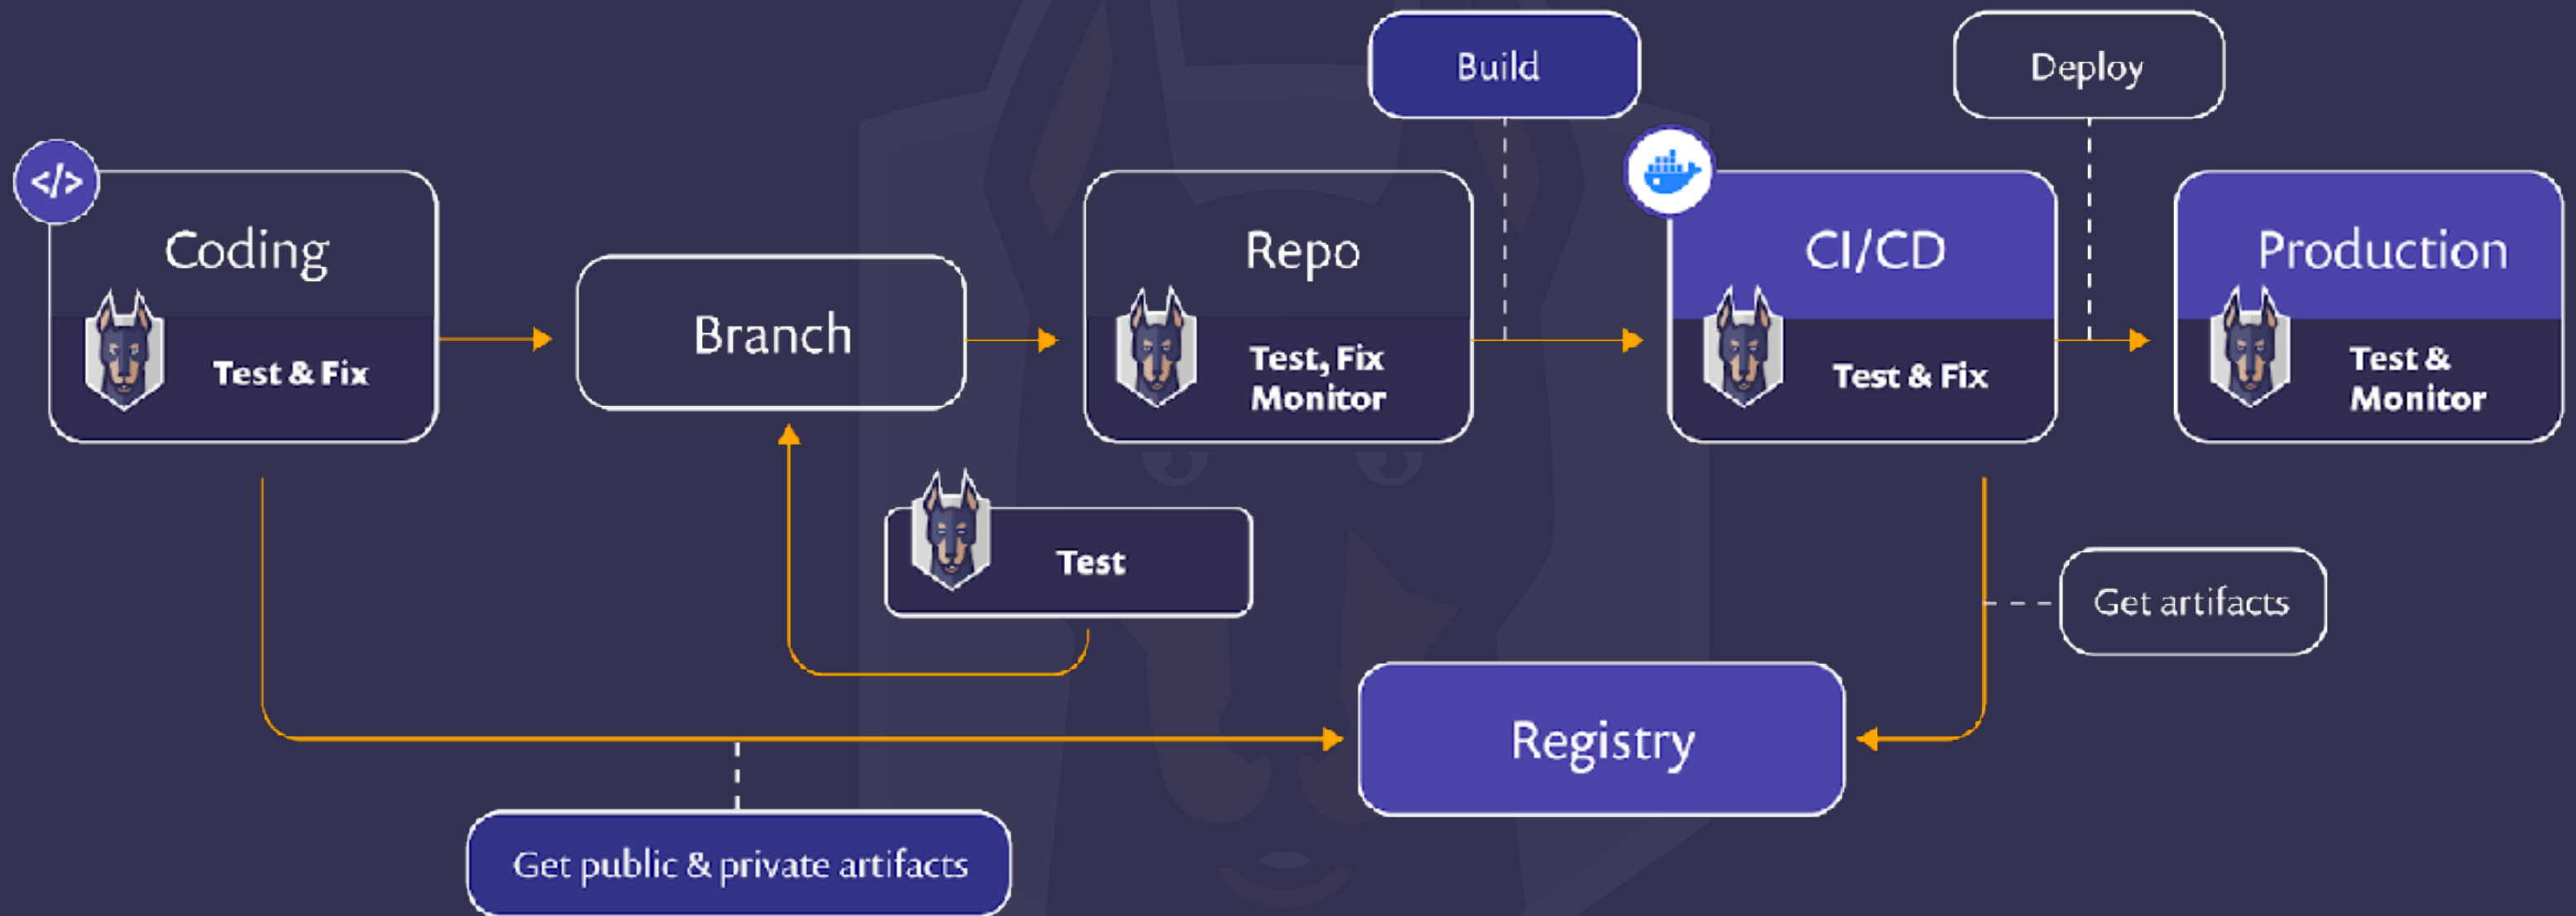 Build
Deploy
</>
Coding
Test & Fix
Branch
Repo
Test, Fix
Monitor
CI/CD
Test & Fix
Production
Test &
Monitor
Test
Get artifacts
Registry
Get public & private artifacts